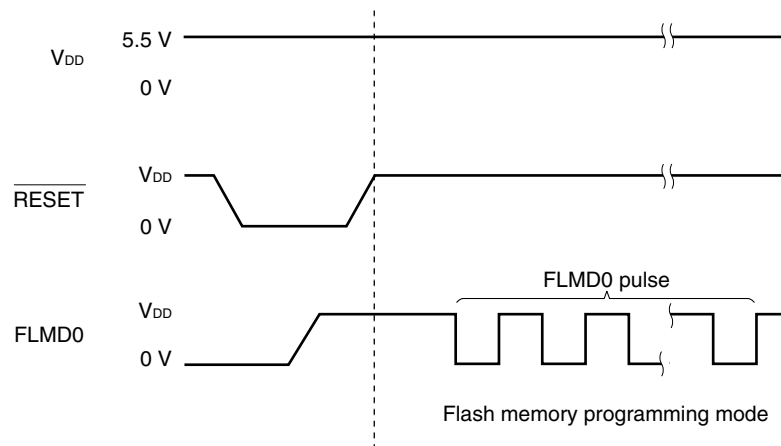 5.5 V
VDD
0 V
VDD
RESET
0 V
FLMD0 pulse
VDD
FLMD0
0 V
Flash memory programming mode